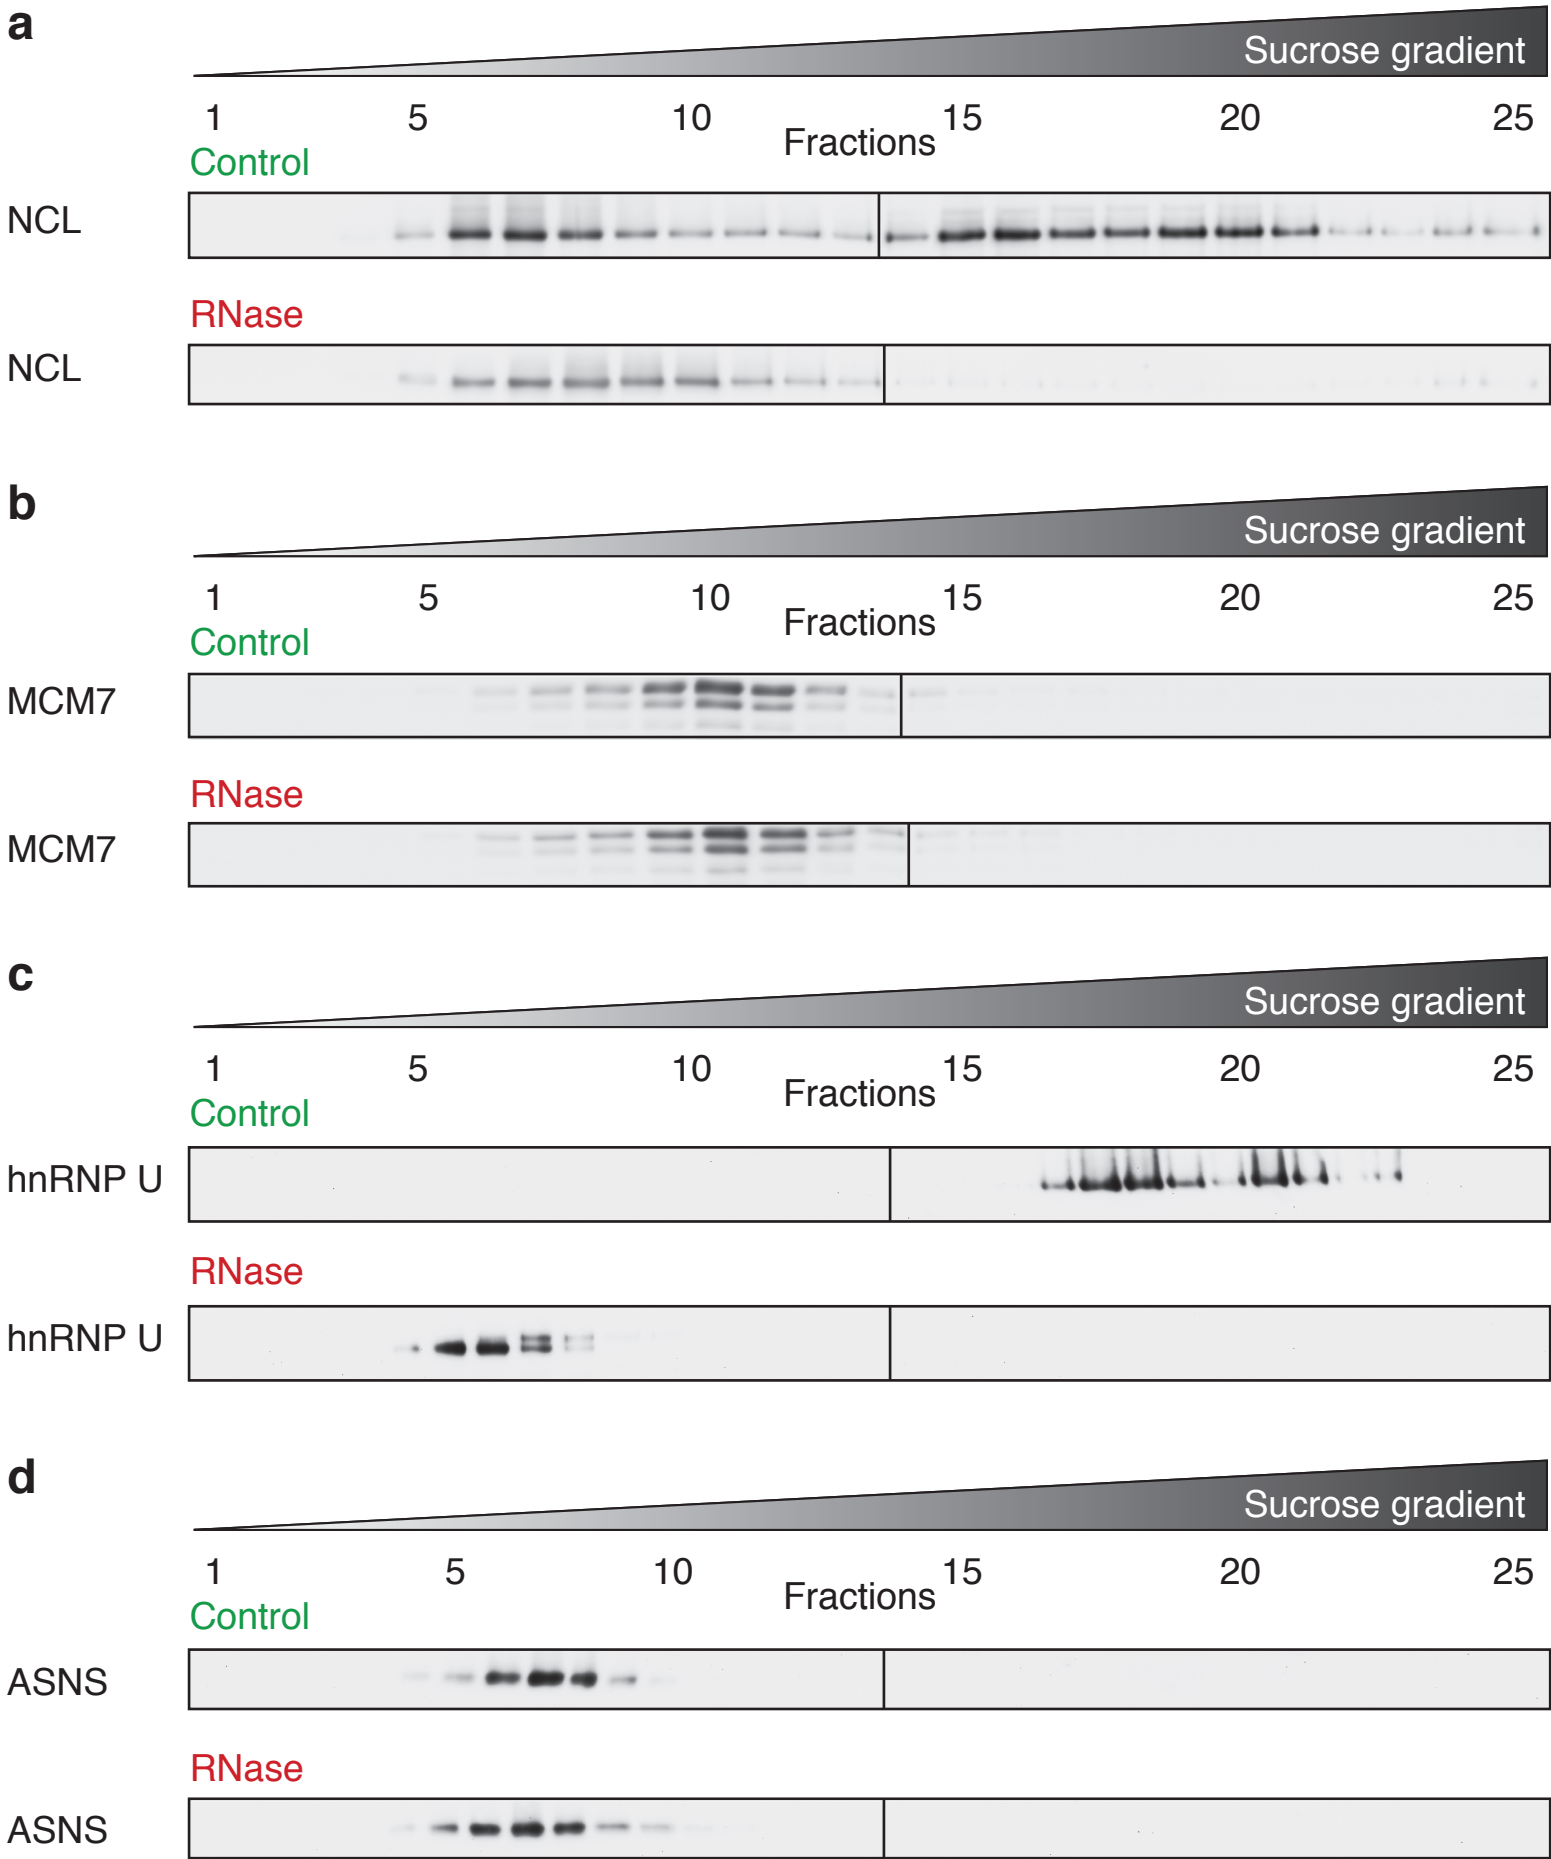 a
Sucrose gradient
1 5 10 15 20 25
Fractions
Control
NCL
RNase
NCL
b
Sucrose gradient
1 5 10 15 20 25
Fractions
Control
MCM7
RNase
MCM7
c
Sucrose gradient
1 5 10 15 20 25
Fractions
Control
hnRNP U
RNase
hnRNP U
d
Sucrose gradient
1 5 10 15 20 25
Fractions
Control
ASNS
RNase
ASNS